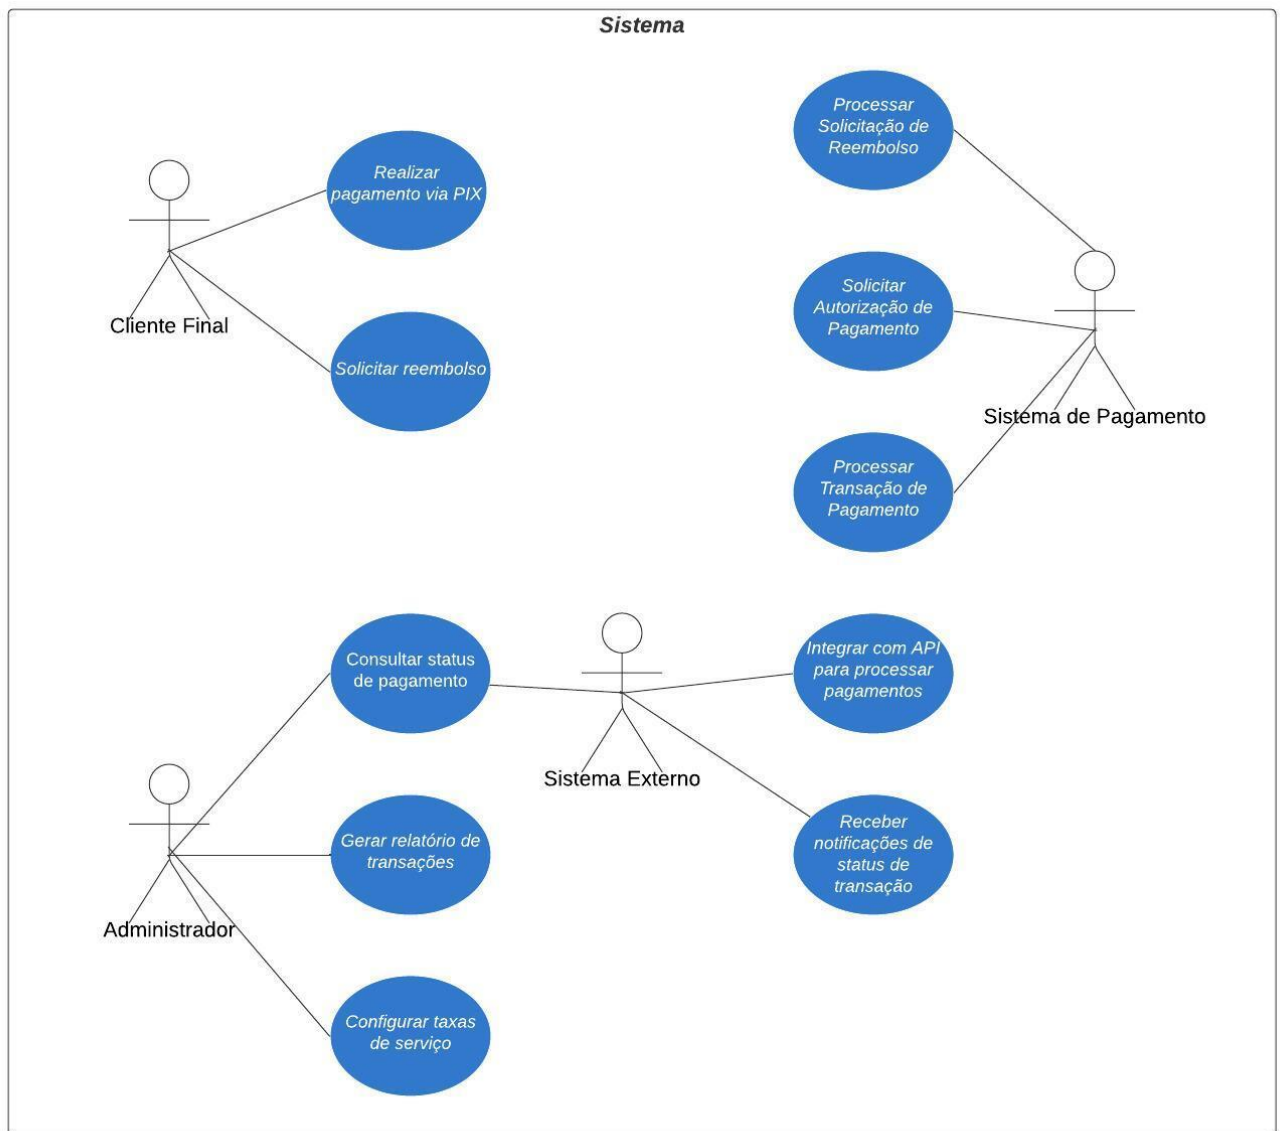 Sistema
Processar
Solicitação de
Reembolso
Realizar
pagamento via PIX
Solicitar
Autorização de
Pagamento
Cliente Final
Solicitar reembolso
Sistema de Pagamento
Processar
Transação de
Pagamento
Consultar status
de pagamento
Integrar com API
para processar
pagamentos
Sistema Externo
Gerar relatório de
transações
Receber
notificações de
status de
transação
Administrador
Configurar taxas
de serviço